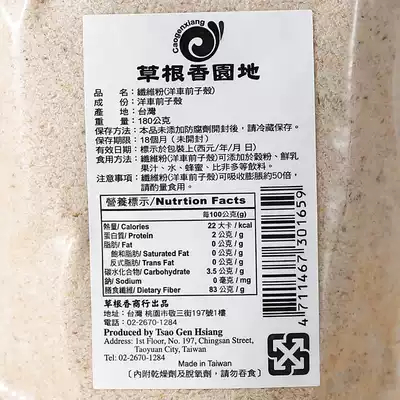 Caogenxiang
草根香園地
品　名：纖維粉(洋車前子殼)
成　份：洋車前子殼
產　地：台灣
重　量：180公克(g)
保存方法：本品未添加防腐劑開封後，請冷藏保存。
保存期限：18個月（未開封）
有效日期：標示於包裝上(西元/年/月 日)
食用方法：纖維粉(洋車前子殼)可添加於穀粉、鮮乳
果汁、水、蜂蜜、比非多等飲料。
注意事項：纖維粉(洋車前子殼)可吸收膨脹約50倍，
請酌量食用。
營養標示/Nutrtion Facts
每100公克(g)
熱量/ Calories 22 大卡 / kcal
蛋白質/ Protein 2 公克 / g
脂肪/ Fat 0 公克 / g
飽和脂肪/ Saturated Fat 0 公克 / g
反式脂肪/ Trans Fat 0 公克 / g
碳水化合物/ Carbohydrate 3.5 公克 / g
鈉/ Sodium 0 毫克 / mg
膳食纖維/ Dietary Fiber 83 公克 / g
草根香商行出品
地址：台灣 桃園市敬三街197號1樓
電話：02-2670-1284
Produced by Tsao Gen Hsiang
Address: 1st Floor, No. 197, Chingsan Street,
Taoyuan City, Taiwan
Tel: 02-2670-1284
Made in Taiwan
〔內附乾燥劑及脫氧劑，請勿吞食〕
4711467301659